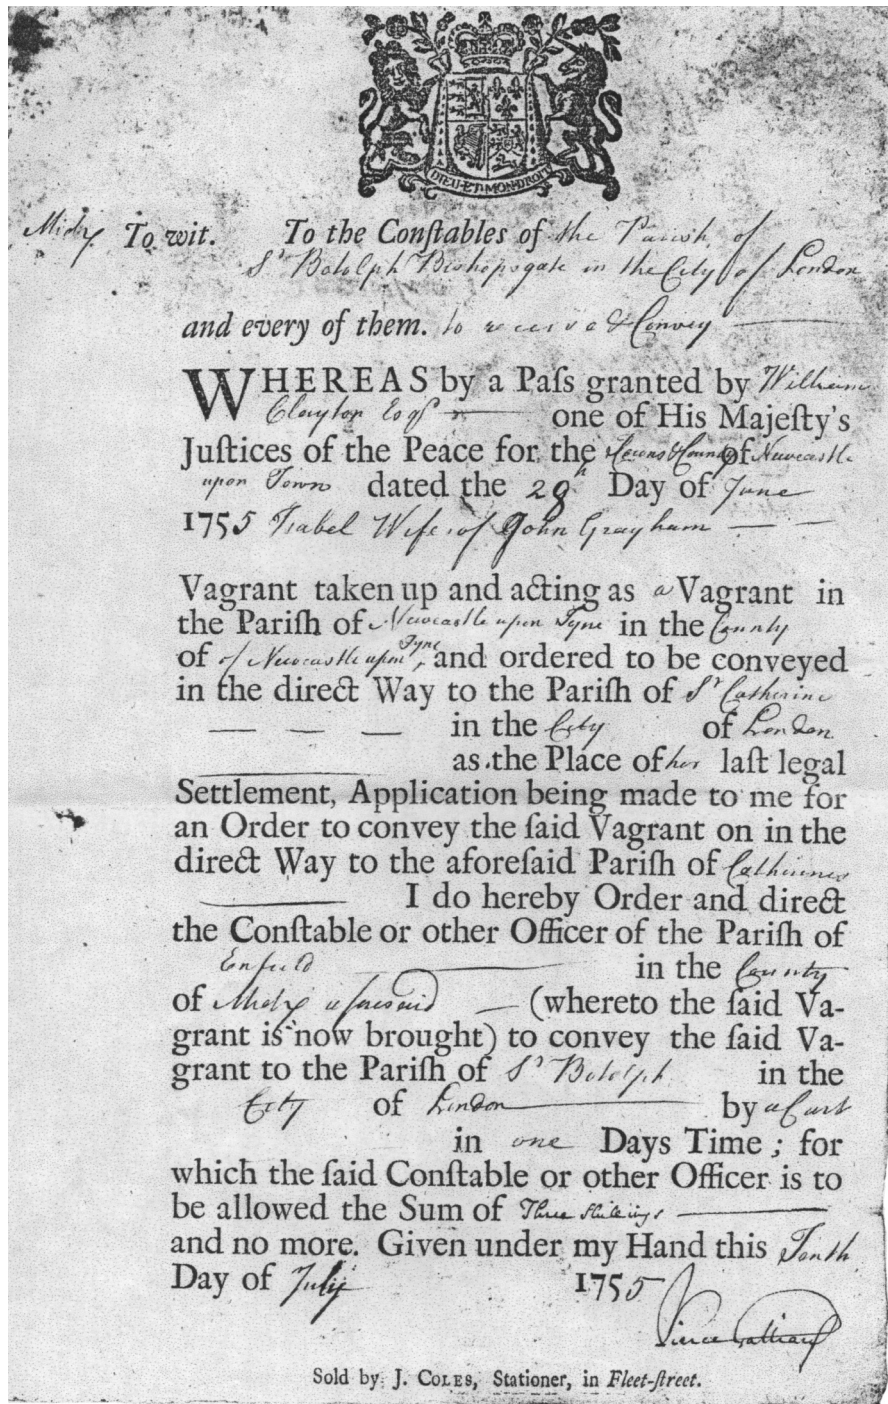 DIEU·ET·MON·DROIT
Midx To wit. To the Conſtables of the Parish of
St Botolph Bishopsgate in the City of London
and every of them. to receive & Convey
WHEREAS by a Paſs granted by William
Clayton Esqr one of His Majeſty's
Juſtices of the Peace for the Town & County of Newcastle
upon Town dated the 28th Day of June
1755 Isabel Wife of John Grayham
Vagrant taken up and acting as a Vagrant in
the Pariſh of Newcastle upon Tyne in the County
of of Newcastle upon Tyne, and ordered to be conveyed
in the direct Way to the Pariſh of St Catherine
in the City of London
as the Place of her laſt legal
Settlement, Application being made to me for
an Order to convey the ſaid Vagrant on in the
direct Way to the aforeſaid Pariſh of Catherines
I do hereby Order and direct
the Conſtable or other Officer of the Pariſh of
Enfield in the County
of Midx aforesaid (whereto the ſaid Va-
grant is now brought) to convey the ſaid Va-
grant to the Pariſh of St Botolph in the
City of London by a Cart
in one Days Time; for
which the ſaid Conſtable or other Officer is to
be allowed the Sum of Three Shillings
and no more. Given under my Hand this Tenth
Day of July 1755
Sold by J. COLES, Stationer, in Fleet-ſtreet.